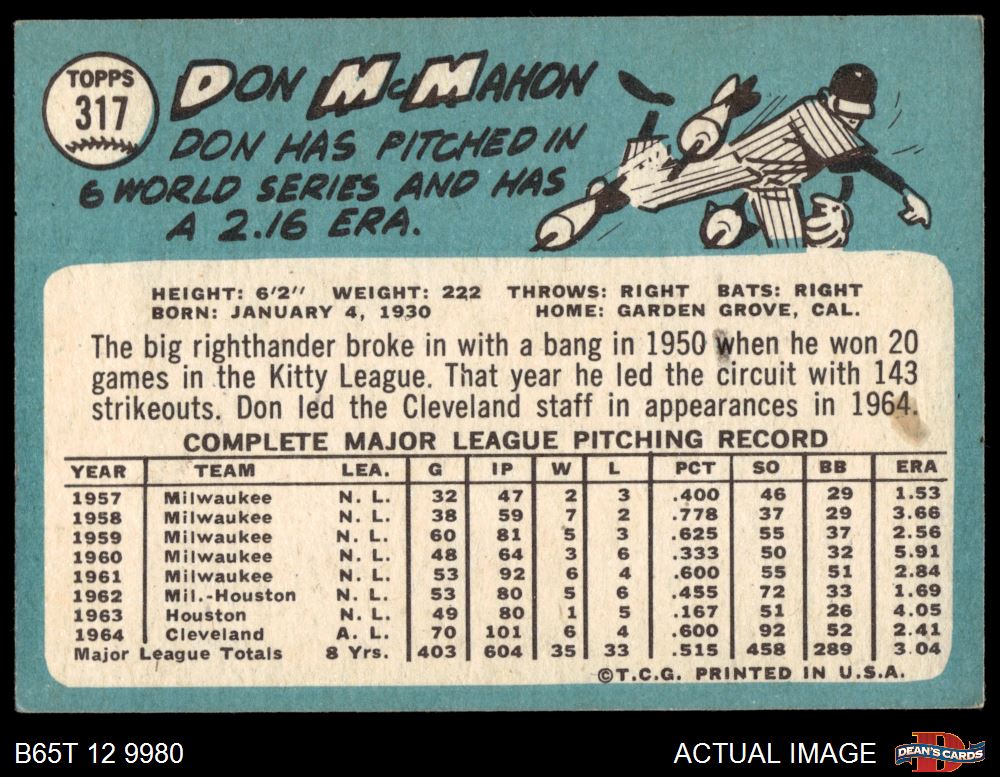 TOPPS
317
DON McMAHON
DON HAS PITCHED IN
6 WORLD SERIES AND HAS
A 2.16 ERA.
HEIGHT: 6'2" WEIGHT: 222 THROWS: RIGHT BATS: RIGHT
BORN: JANUARY 4, 1930 HOME: GARDEN GROVE, CAL.
The big righthander broke in with a bang in 1950 when he won 20
games in the Kitty League. That year he led the circuit with 143
strikeouts. Don led the Cleveland staff in appearances in 1964.
COMPLETE MAJOR LEAGUE PITCHING RECORD
YEAR TEAM LEA. G IP W L PCT SO BB ERA
1957 Milwaukee N. L. 32 47 2 3 .400 46 29 1.53
1958 Milwaukee N. L. 38 59 7 2 .778 37 29 3.66
1959 Milwaukee N. L. 60 81 5 3 .625 55 37 2.56
1960 Milwaukee N. L. 48 64 3 6 .333 50 32 5.91
1961 Milwaukee N. L. 53 92 6 4 .600 55 51 2.84
1962 Mil.-Houston N. L. 53 80 5 6 .455 72 33 1.69
1963 Houston N. L. 49 80 1 5 .167 51 26 4.05
1964 Cleveland A. L. 70 101 6 4 .600 92 52 2.41
Major League Totals 8 Yrs. 403 604 35 33 .515 458 289 3.04
©T.C.G. PRINTED IN U.S.A.
B65T 12 9980
ACTUAL IMAGE
D
DEAN'S CARDS